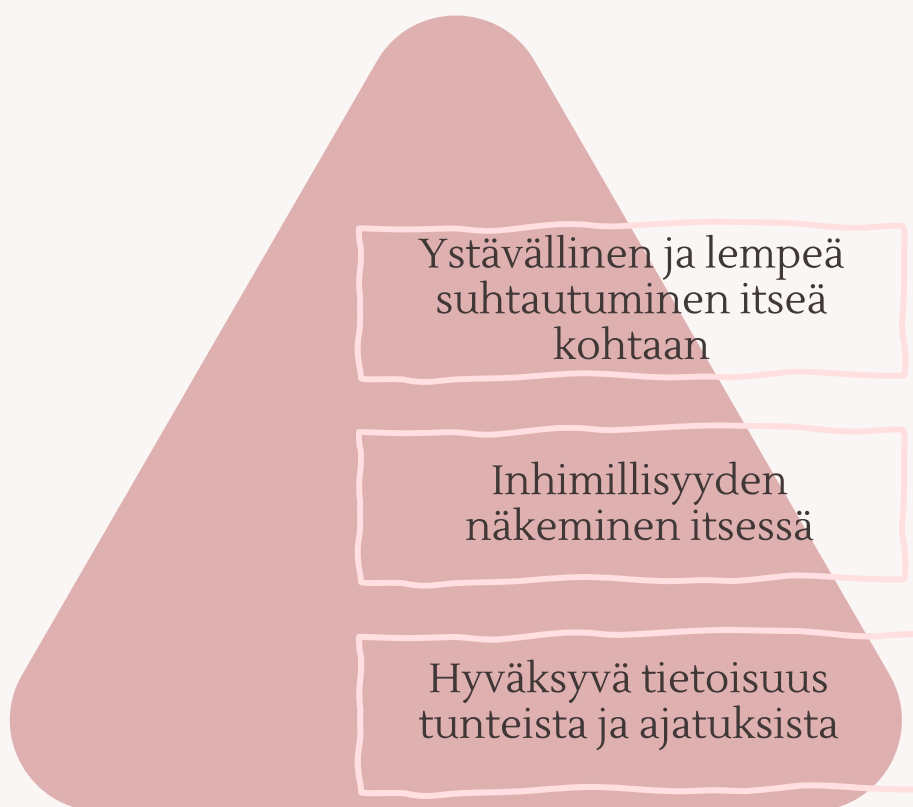 Ystävällinen ja lempeä
suhtautuminen itseä
kohtaan
Inhimillisyyden
näkeminen itsessä
Hyväksyvä tietoisuus
tunteista ja ajatuksista